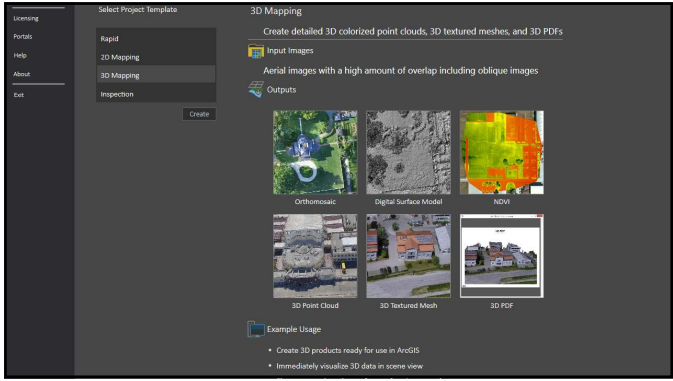 Licensing
Portals
Help
About
Exit
Select Project Template
Rapid
2D Mapping
3D Mapping
Inspection
Create
3D Mapping
Create detailed 3D colorized point clouds, 3D textured meshes, and 3D PDFs
Input Images
Aerial images with a high amount of overlap including oblique images
Outputs
Orthomosaic
Digital Surface Model
NDVI
3D Point Cloud
3D Textured Mesh
3D PDF
Example Usage
• Create 3D products ready for use in ArcGIS
• Immediately visualize 3D data in scene view